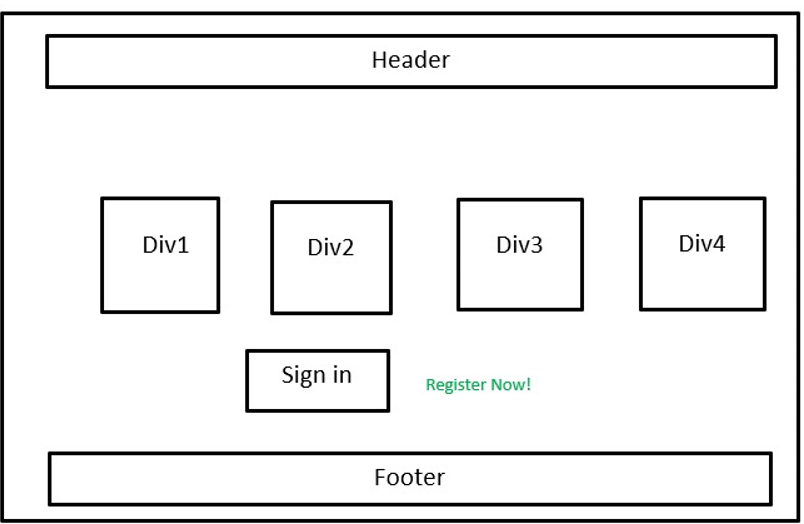 Header
Div1
Div2
Div3
Div4
Sign in
Register Now!
Footer